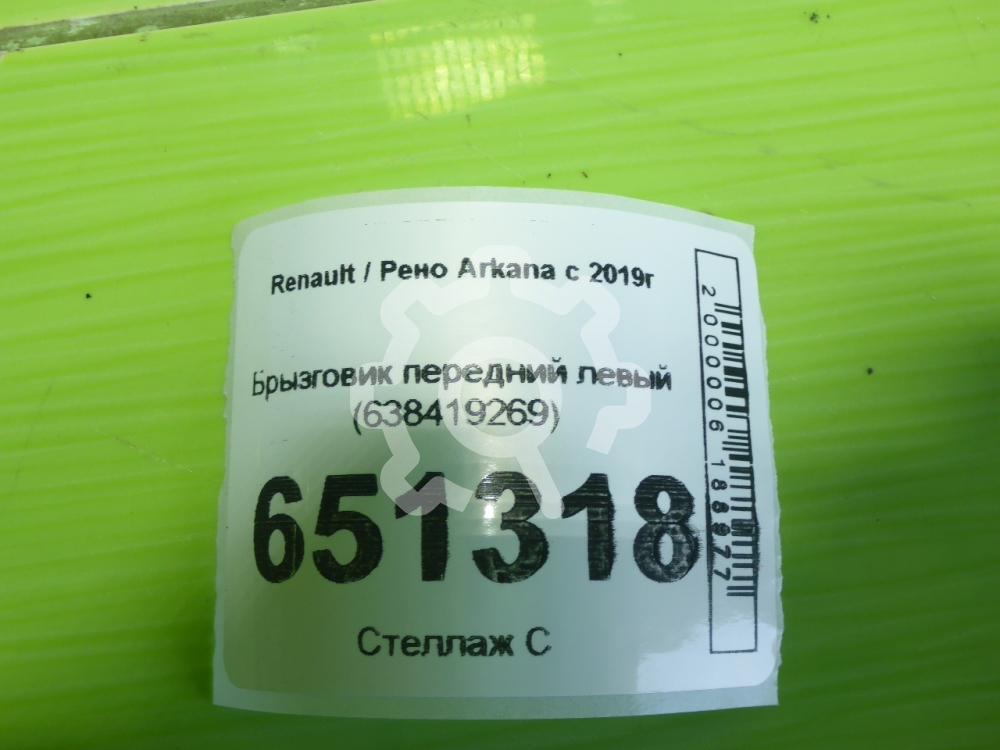 Renault / Рено Arkana с 2019г
Брызговик передний левый
(638419269)
651318
Стеллаж С
2000006188977